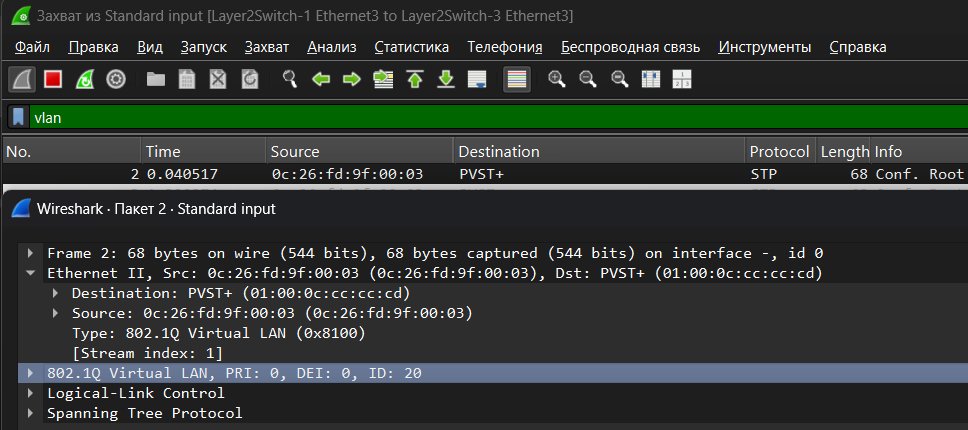 Захват из Standard input [Layer2Switch-1 Ethernet3 to Layer2Switch-3 Ethernet3]
Файл Правка Вид Запуск Захват Анализ Статистика Телефония Беспроводная связь Инструменты Справка
vlan
No. Time Source Destination Protocol Length Info
2 0.040517 0c:26:fd:9f:00:03 PVST+ STP 68 Conf. Root
Wireshark · Пакет 2 · Standard input
Frame 2: 68 bytes on wire (544 bits), 68 bytes captured (544 bits) on interface -, id 0
Ethernet II, Src: 0c:26:fd:9f:00:03 (0c:26:fd:9f:00:03), Dst: PVST+ (01:00:0c:cc:cc:cd)
Destination: PVST+ (01:00:0c:cc:cc:cd)
Source: 0c:26:fd:9f:00:03 (0c:26:fd:9f:00:03)
Type: 802.1Q Virtual LAN (0x8100)
[Stream index: 1]
802.1Q Virtual LAN, PRI: 0, DEI: 0, ID: 20
Logical-Link Control
Spanning Tree Protocol